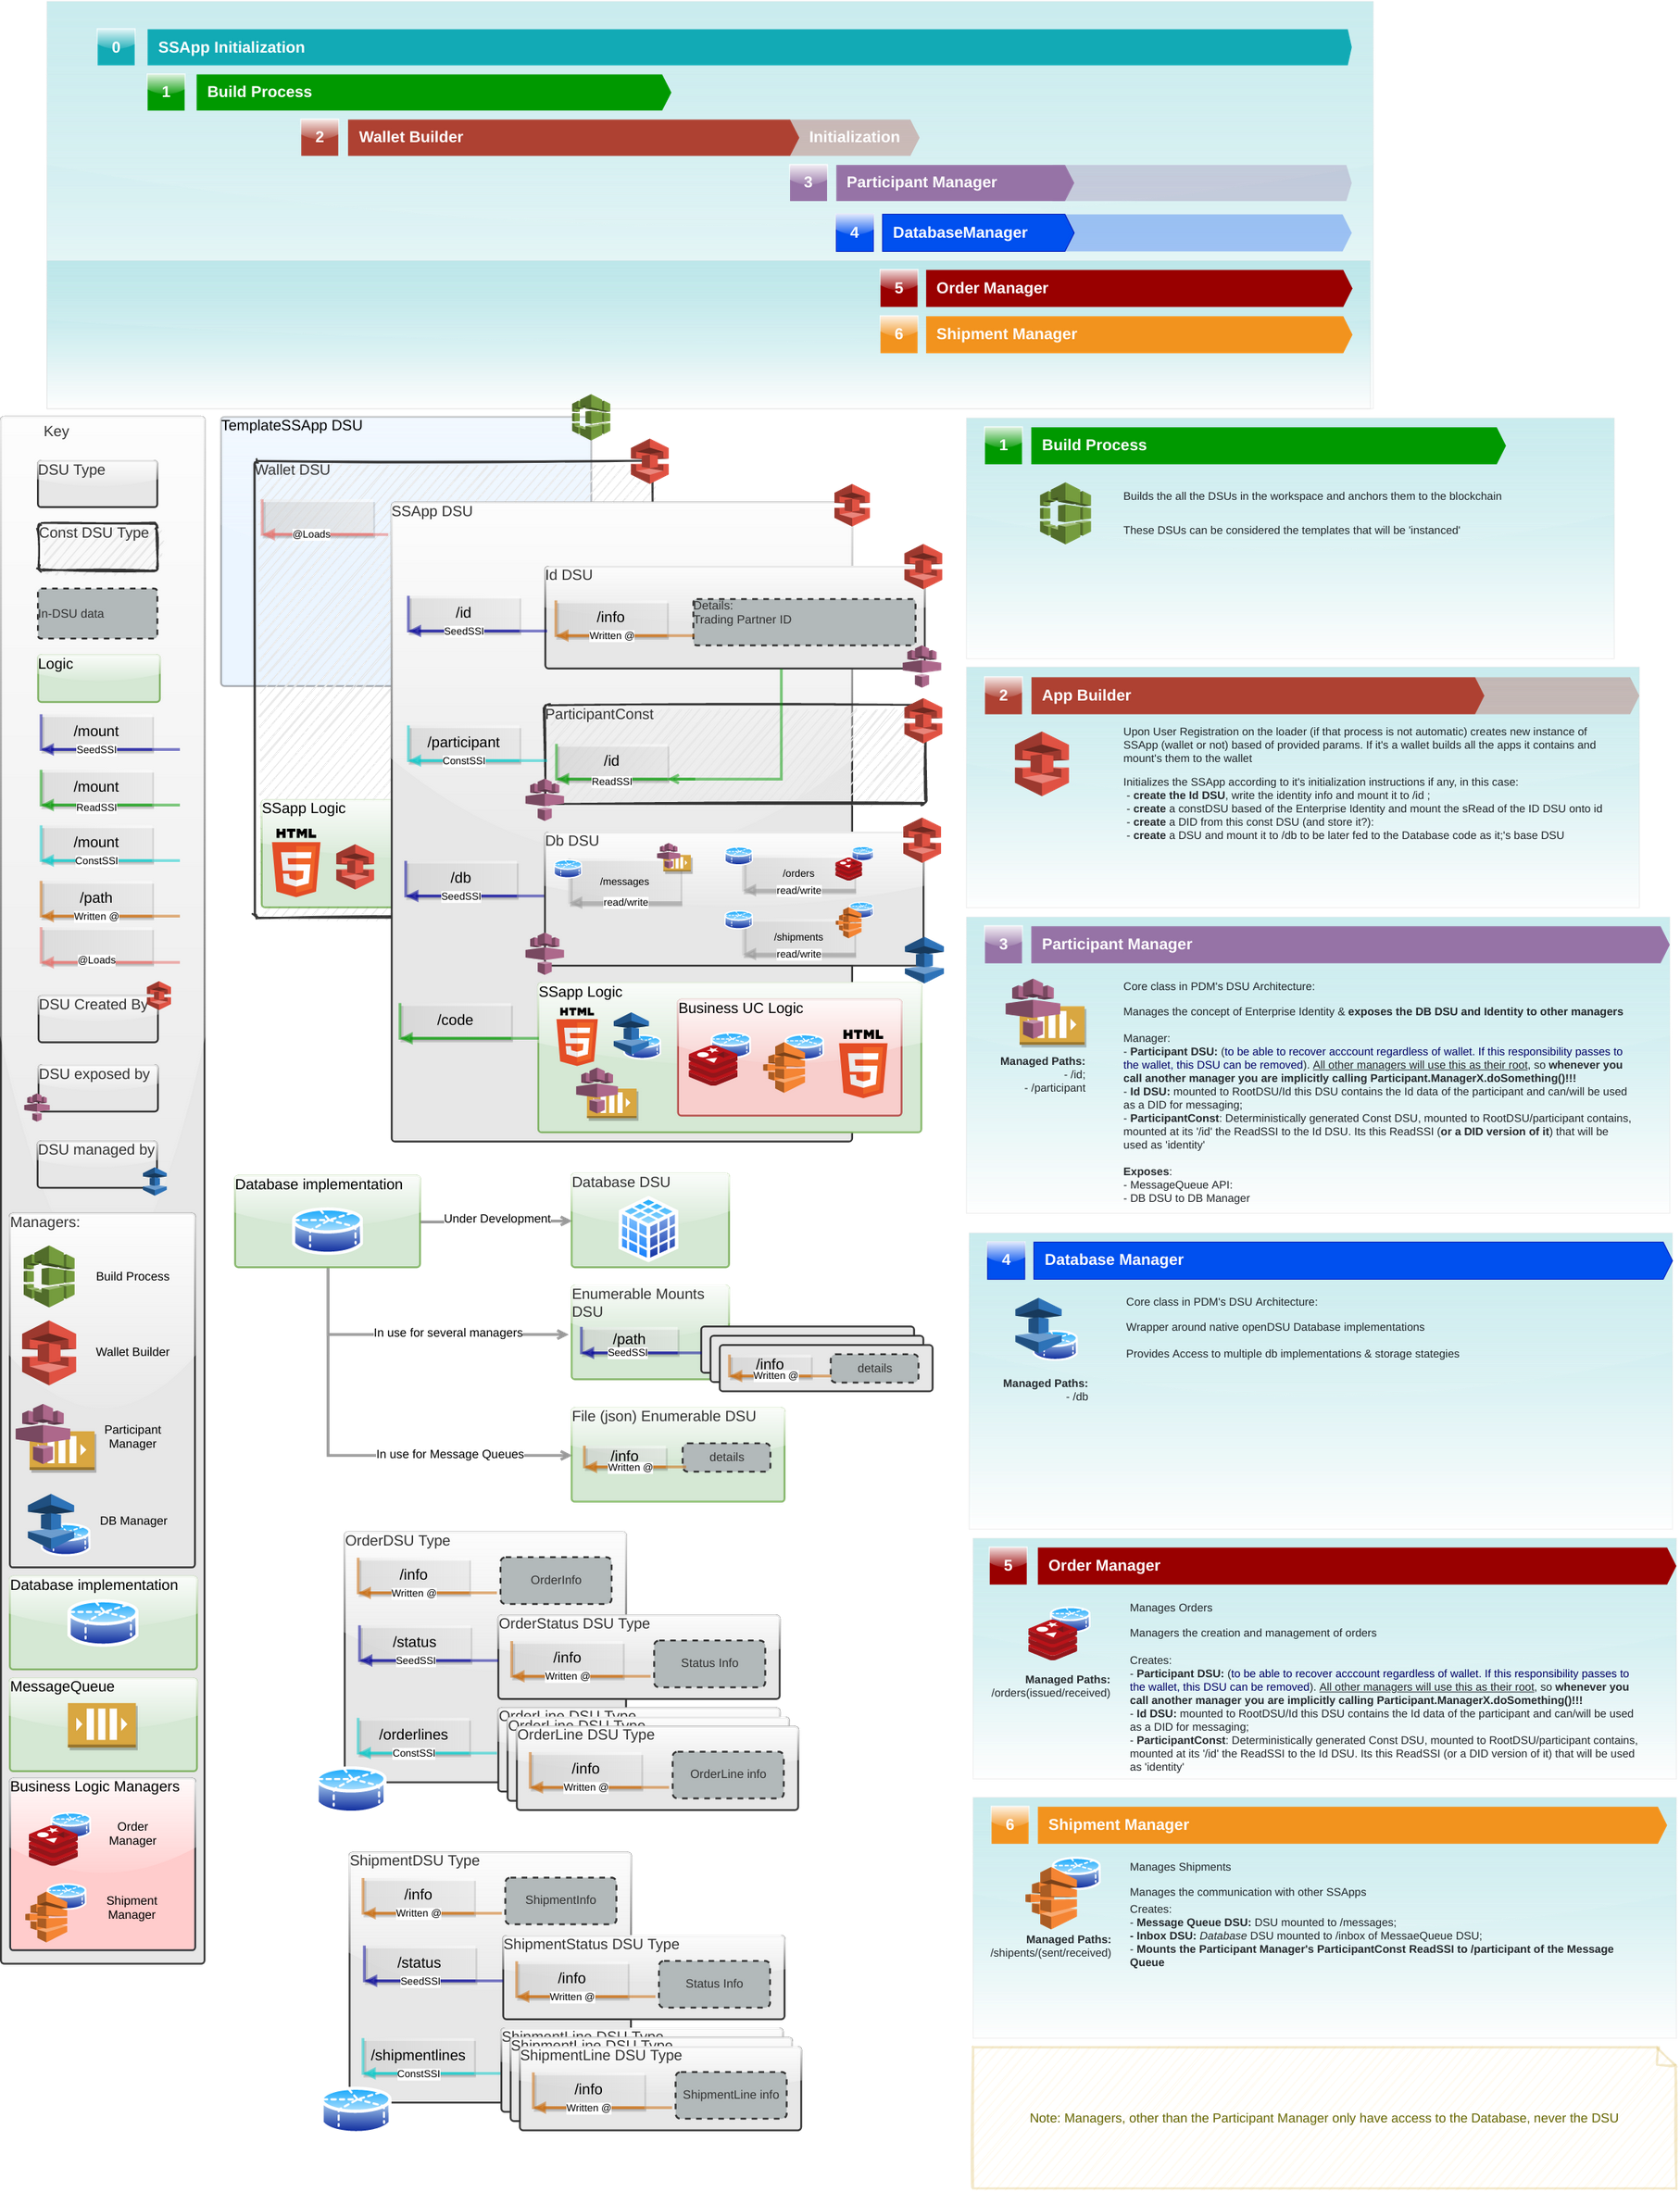 0 SSApp Initialization
1 Build Process
2 Wallet Builder Initialization
3 Participant Manager
4 DatabaseManager
5 Order Manager
6 Shipment Manager
Key
DSU Type
Const DSU Type
In-DSU data
Logic
/mount
SeedSSI
/mount
ReadSSI
/mount
ConstSSI
/path
Written @
@Loads
DSU Created By
DSU exposed by
DSU managed by
Managers:
Build Process
Wallet Builder
Participant
Manager
DB Manager
Database implementation
MessageQueue
Business Logic Managers
Order
Manager
Shipment
Manager
TemplateSSApp DSU
Wallet DSU
@Loads
SSapp Logic
HTML
5
SSApp DSU
/id
SeedSSI
Id DSU
/info
Written @
Details:
Trading Partner ID
/participant
ConstSSI
ParticipantConst
/id
ReadSSI
/db
SeedSSI
Db DSU
/messages
read/write
/orders
read/write
/shipments
read/write
/code
SSapp Logic
HTML
5
Business UC Logic
HTML
5
Database implementation
Under Development
Database DSU
In use for several managers
Enumerable Mounts
DSU
/path
SeedSSI
/info
Written @
details
In use for Message Queues
File (json) Enumerable DSU
/info
Written @
details
OrderDSU Type
/info
Written @
OrderInfo
/status
SeedSSI
OrderStatus DSU Type
/info
Written @
Status Info
/orderlines
ConstSSI
OrderLine DSU Type
OrderLine DSU Type
OrderLine DSU Type
/info
Written @
OrderLine info
ShipmentDSU Type
/info
Written @
ShipmentInfo
/status
SeedSSI
ShipmentStatus DSU Type
/info
Written @
Status Info
/shipmentlines
ConstSSI
ShipmentLine DSU Type
ShipmentLine DSU Type
ShipmentLine DSU Type
/info
Written @
ShipmentLine info
1 Build Process
Builds the all the DSUs in the workspace and anchors them to the blockchain
These DSUs can be considered the templates that will be 'instanced'
2 App Builder
Upon User Registration on the loader (if that process is not automatic) creates new instance of
SSApp (wallet or not) based of provided params. If it's a wallet builds all the apps it contains and
mount's them to the wallet
Initializes the SSApp according to it's initialization instructions if any, in this case:
- create the Id DSU, write the identity info and mount it to /id ;
- create a constDSU based of the Enterprise Identity and mount the sRead of the ID DSU onto id
- create a DID from this const DSU (and store it?):
- create a DSU and mount it to /db to be later fed to the Database code as it;'s base DSU
3 Participant Manager
Managed Paths:
- /id;
- /participant
Core class in PDM's DSU Architecture:
Manages the concept of Enterprise Identity & exposes the DB DSU and Identity to other managers
Manager:
- Participant DSU: (to be able to recover acccount regardless of wallet. If this responsibility passes to
the wallet, this DSU can be removed). All other managers will use this as their root, so whenever you
call another manager you are implicitly calling Participant.ManagerX.doSomething()!!!
- Id DSU: mounted to RootDSU/Id this DSU contains the Id data of the participant and can/will be used
as a DID for messaging;
- ParticipantConst: Deterministically generated Const DSU, mounted to RootDSU/participant contains,
mounted at its '/id' the ReadSSI to the Id DSU. Its this ReadSSI (or a DID version of it) that will be
used as 'identity'
Exposes:
- MessageQueue API:
- DB DSU to DB Manager
4 Database Manager
Managed Paths:
- /db
Core class in PDM's DSU Architecture:
Wrapper around native openDSU Database implementations
Provides Access to multiple db implementations & storage stategies
5 Order Manager
Managed Paths:
/orders(issued/received)
Manages Orders
Managers the creation and management of orders
Creates:
- Participant DSU: (to be able to recover acccount regardless of wallet. If this responsibility passes to
the wallet, this DSU can be removed). All other managers will use this as their root, so whenever you
call another manager you are implicitly calling Participant.ManagerX.doSomething()!!!
- Id DSU: mounted to RootDSU/Id this DSU contains the Id data of the participant and can/will be used
as a DID for messaging;
- ParticipantConst: Deterministically generated Const DSU, mounted to RootDSU/participant contains,
mounted at its '/id' the ReadSSI to the Id DSU. Its this ReadSSI (or a DID version of it) that will be used
as 'identity'
6 Shipment Manager
Managed Paths:
/shipents/(sent/received)
Manages Shipments
Manages the communication with other SSApps
Creates:
- Message Queue DSU: DSU mounted to /messages;
- Inbox DSU: Database DSU mounted to /inbox of MessaeQueue DSU;
- Mounts the Participant Manager's ParticipantConst ReadSSI to /participant of the Message
Queue
Note: Managers, other than the Participant Manager only have access to the Database, never the DSU